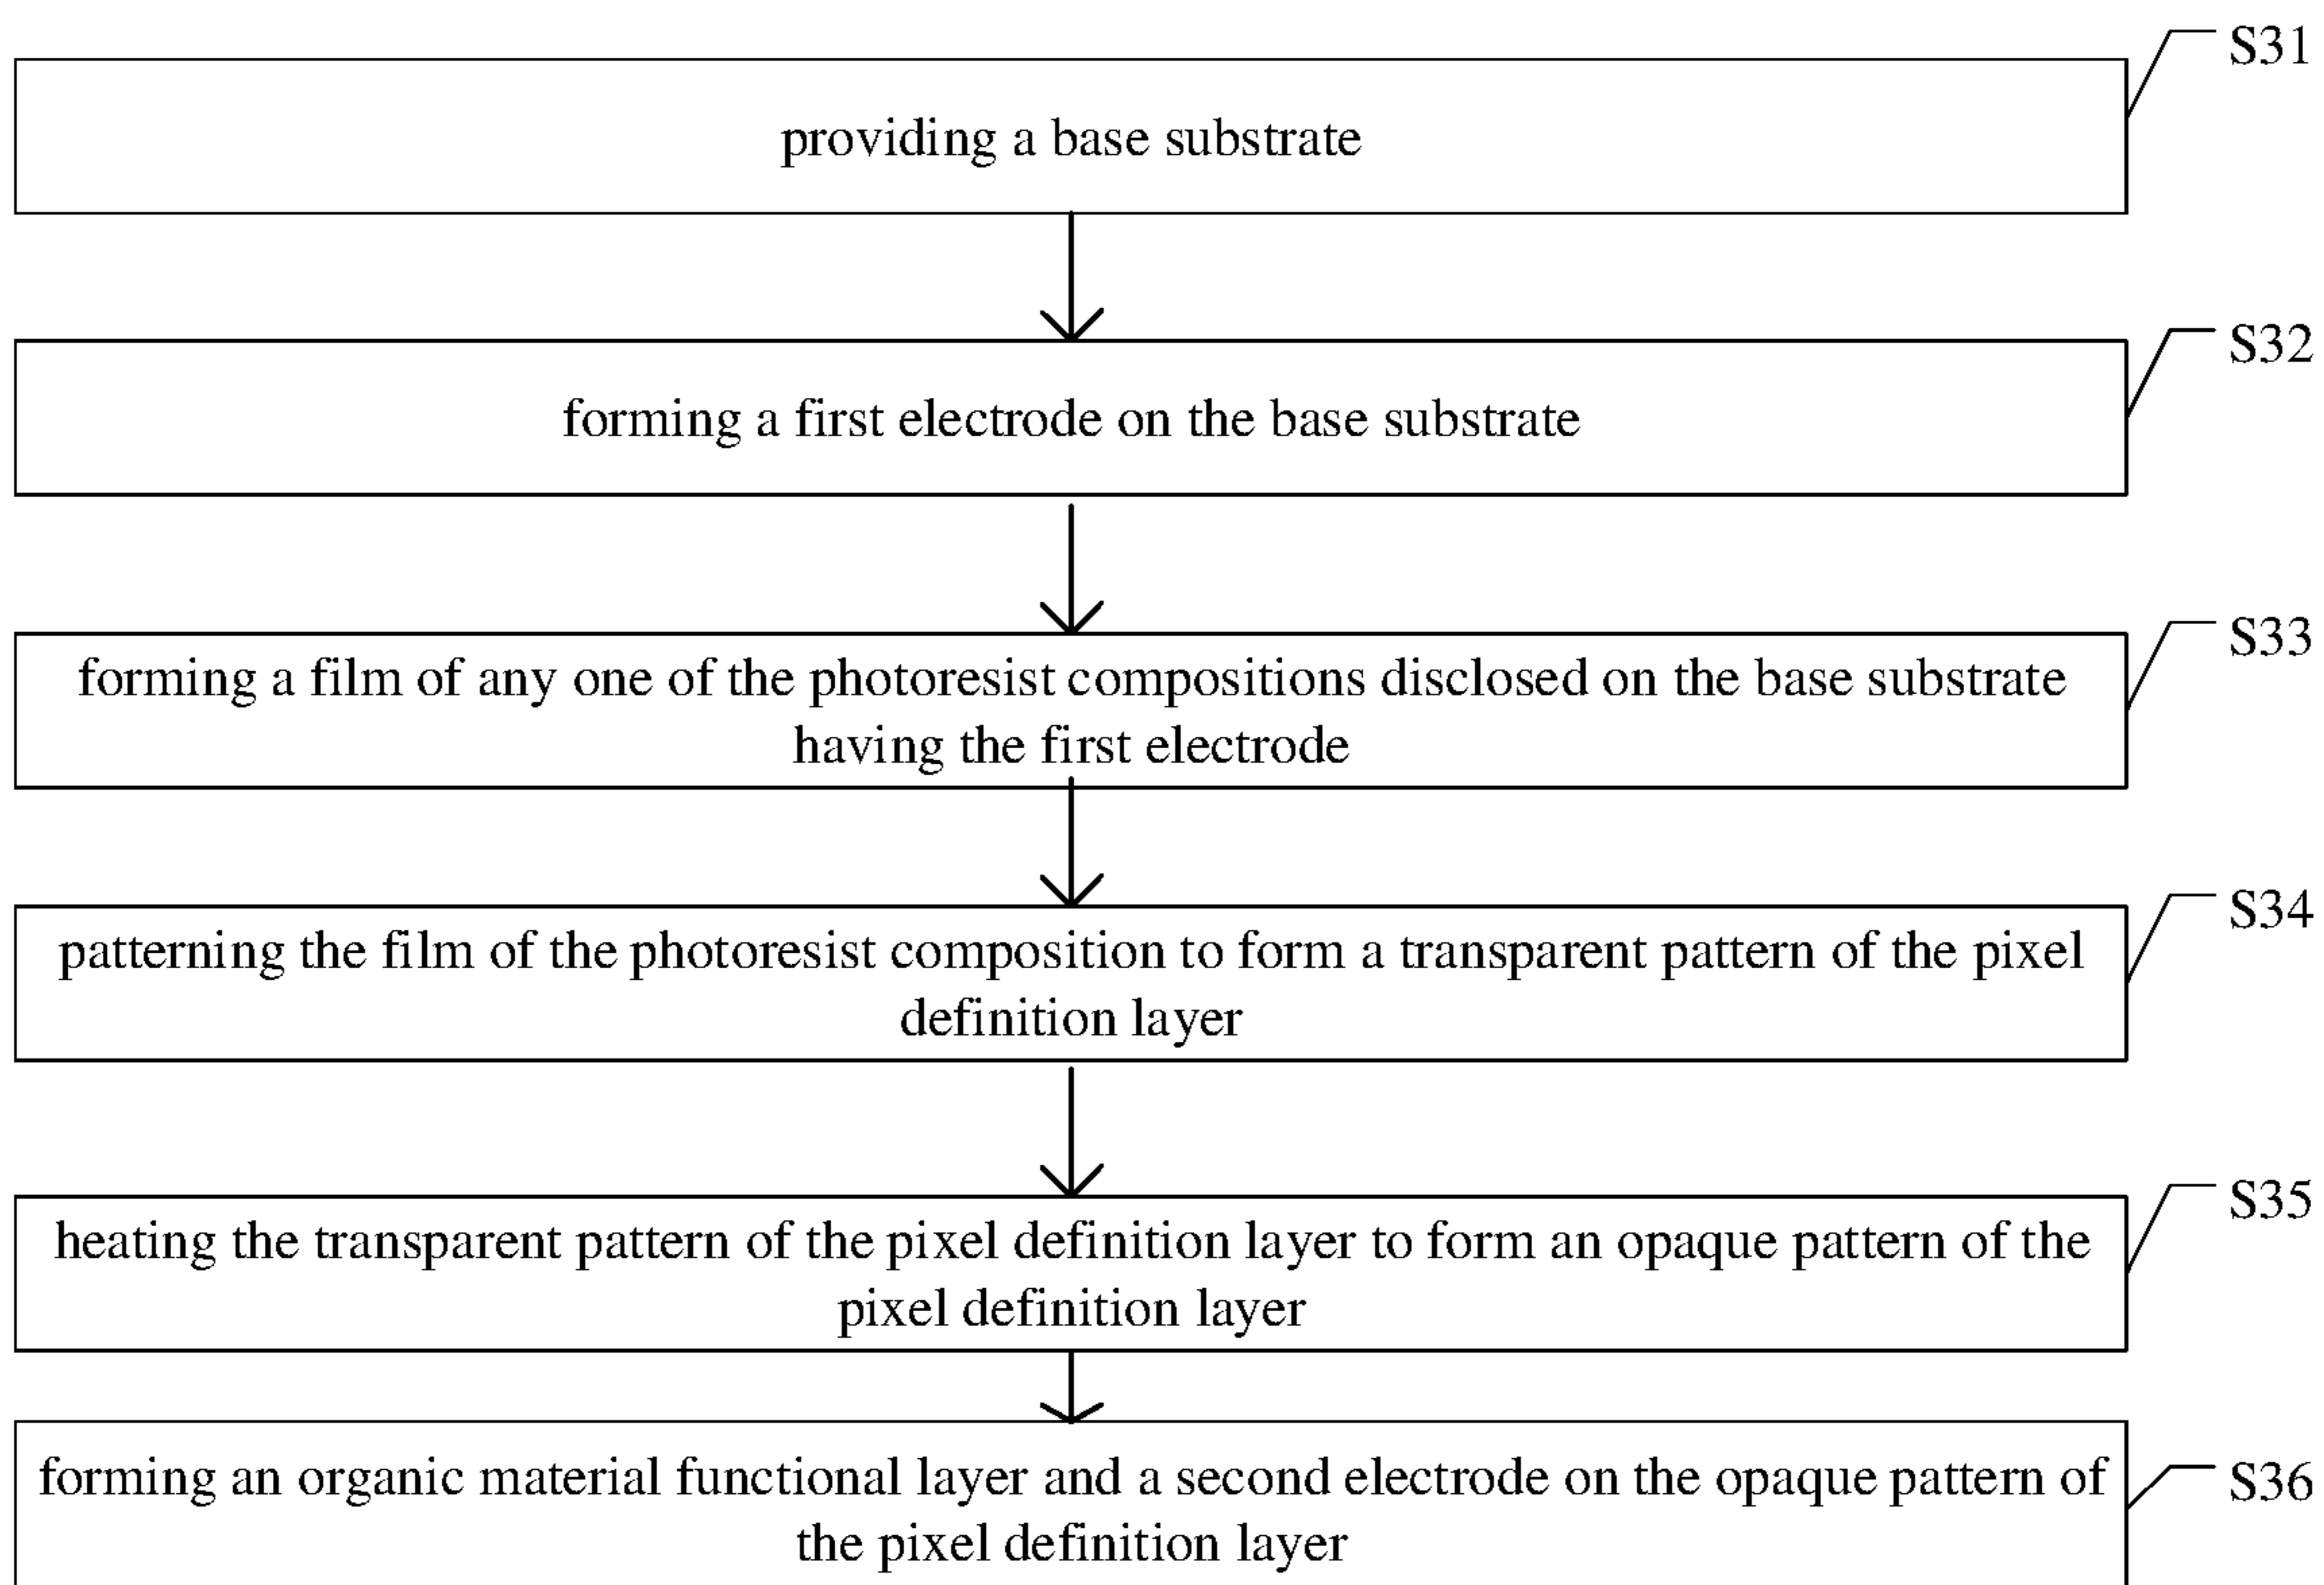 S31
providing a base substrate
S32
forming a first electrode on the base substrate
S33
forming a film of any one of the photoresist compositions disclosed on the base substrate
having the first electrode
S34
patterning the film of the photoresist composition to form a transparent pattern of the pixel
definition layer
S35
heating the transparent pattern of the pixel definition layer to form an opaque pattern of the
pixel definition layer
S36
forming an organic material functional layer and a second electrode on the opaque pattern of
the pixel definition layer